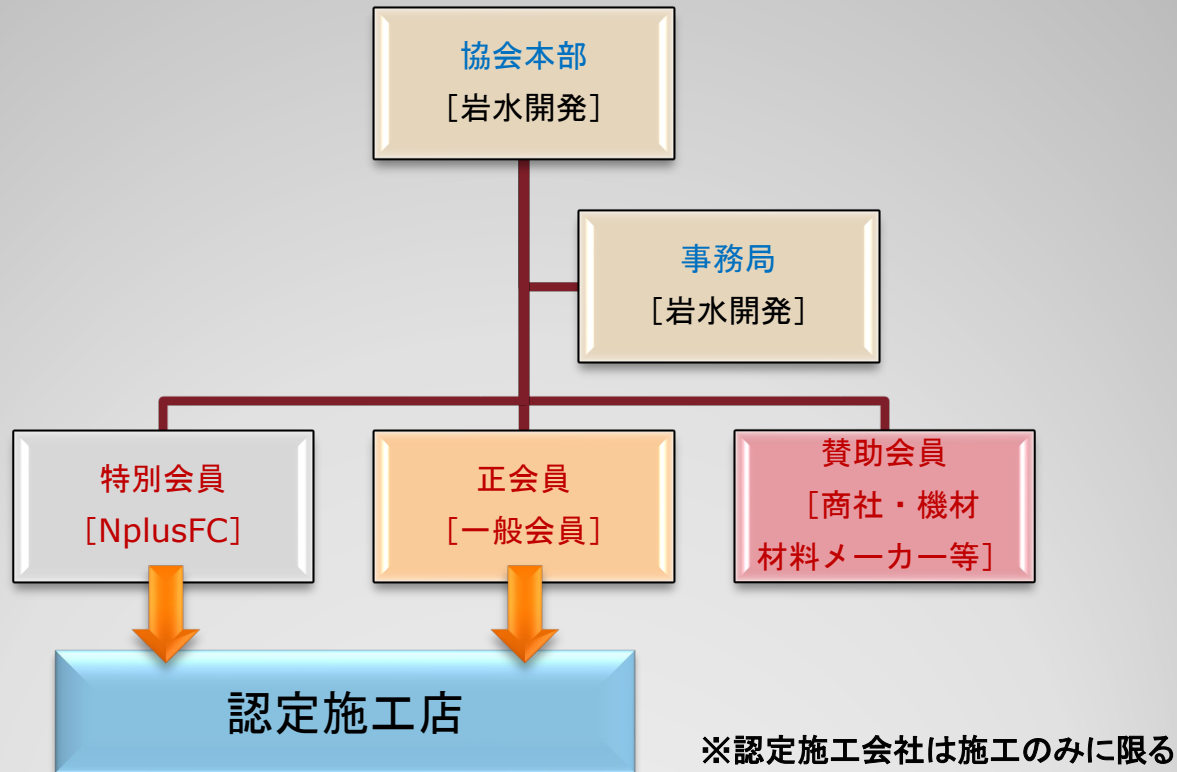 協会本部
［岩水開発］
事務局
［岩水開発］
特別会員
［NplusFC］
正会員
［一般会員］
賛助会員
［商社・機材
材料メーカー等］
認定施工店
※認定施工会社は施工のみに限る